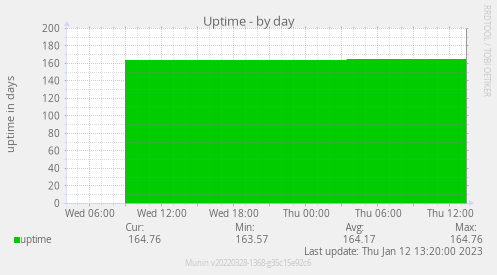 Uptime - by day
RRDTOOL / TOBI OETIKER
uptime in days
200
180
160
140
120
100
80
60
40
20
0
Wed 06:00 Wed 12:00 Wed 18:00 Thu 00:00 Thu 06:00 Thu 12:00
Cur: Min: Avg: Max:
uptime 164.76 163.57 164.17 164.76
Last update: Thu Jan 12 13:20:00 2023
Munin v20220328-1368-g35c15e92c6